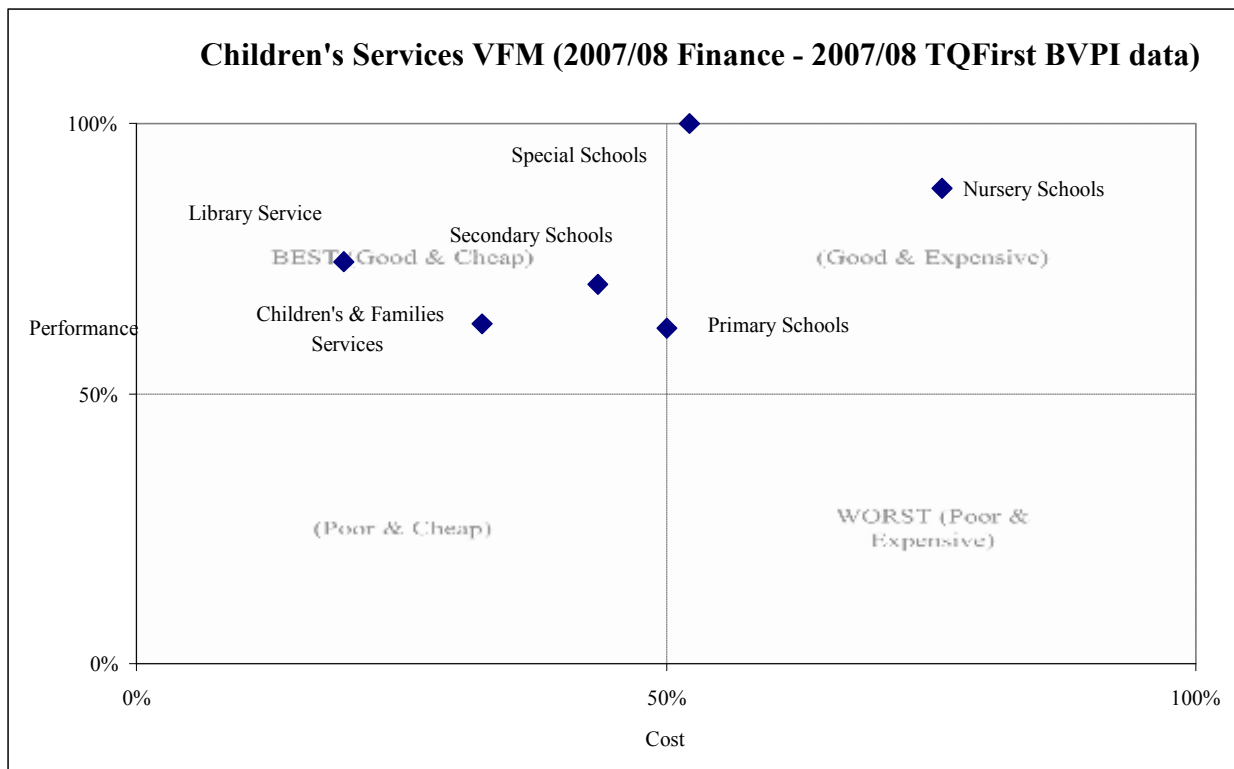 Children's Services VFM (2007/08 Finance - 2007/08 TQFirst BVPI data)
100%
Special Schools
Nursery Schools
Library Service
Secondary Schools
BEST (Good & Cheap)
(Good & Expensive)
Children's & Families
Services
Primary Schools
Performance
50%
(Poor & Cheap)
WORST (Poor &
Expensive)
0%
0%
50%
100%
Cost